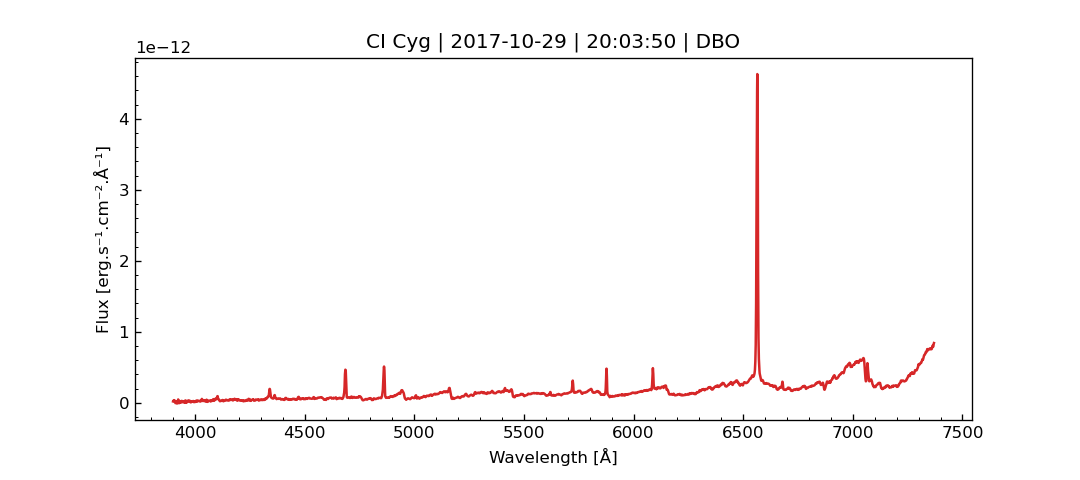 CI Cyg | 2017-10-29 | 20:03:50 | DBO
1e−12
4
3
2
1
0
Flux [erg.s⁻¹.cm⁻².Å⁻¹]
4000 4500 5000 5500 6000 6500 7000 7500
Wavelength [Å]